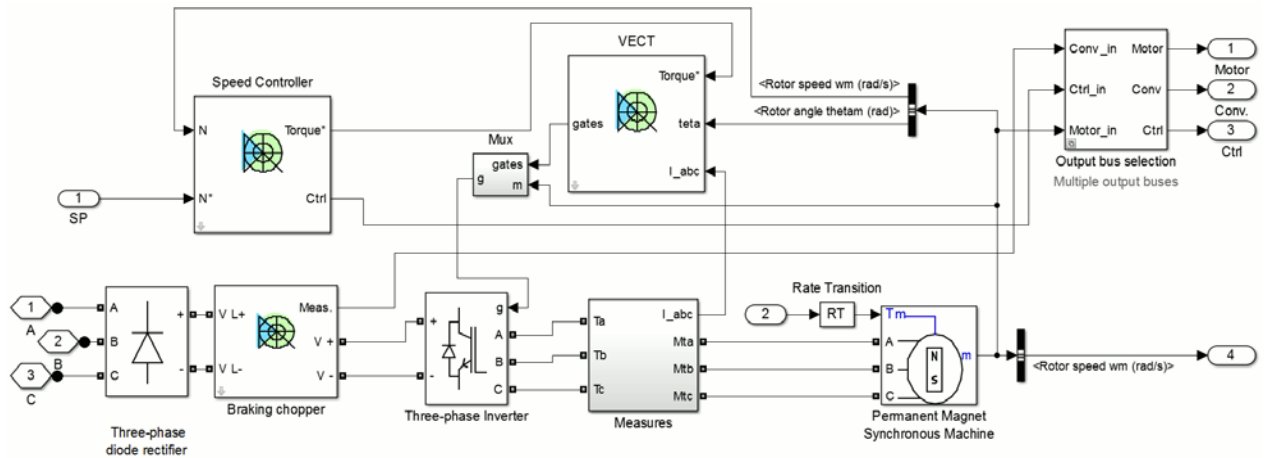 VECT
Speed Controller
N
Torque*
N*
Ctrl
1
SP
Mux
gates
g
m
Torque*
gates
teta
I_abc
<Rotor speed wm (rad/s)>
<Rotor angle thetam (rad)>
Conv_in
Motor
Ctrl_in
Conv
Motor_in
Ctrl
1
Motor
2
Conv.
3
Ctrl
Output bus selection
Multiple output buses
1
A
2
B
3
C
A
B
C
+
-
Three-phase
diode rectifier
V L+
V L-
Meas.
V +
V -
Braking chopper
+
-
g
A
B
C
Three-phase Inverter
Ta
Tb
Tc
I_abc
Mta
Mtb
Mtc
Measures
Rate Transition
2
RT
Tm
A
B
C
N
S
m
Permanent Magnet
Synchronous Machine
<Rotor speed wm (rad/s)>
4